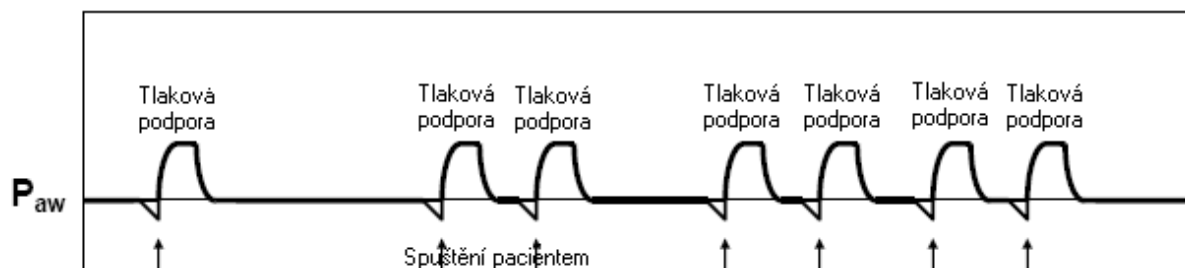 Tlaková
podpora
Tlaková
podpora
Tlaková
podpora
Tlaková
podpora
Tlaková
podpora
Tlaková
podpora
Tlaková
podpora
Paw
Spuštění pacientem